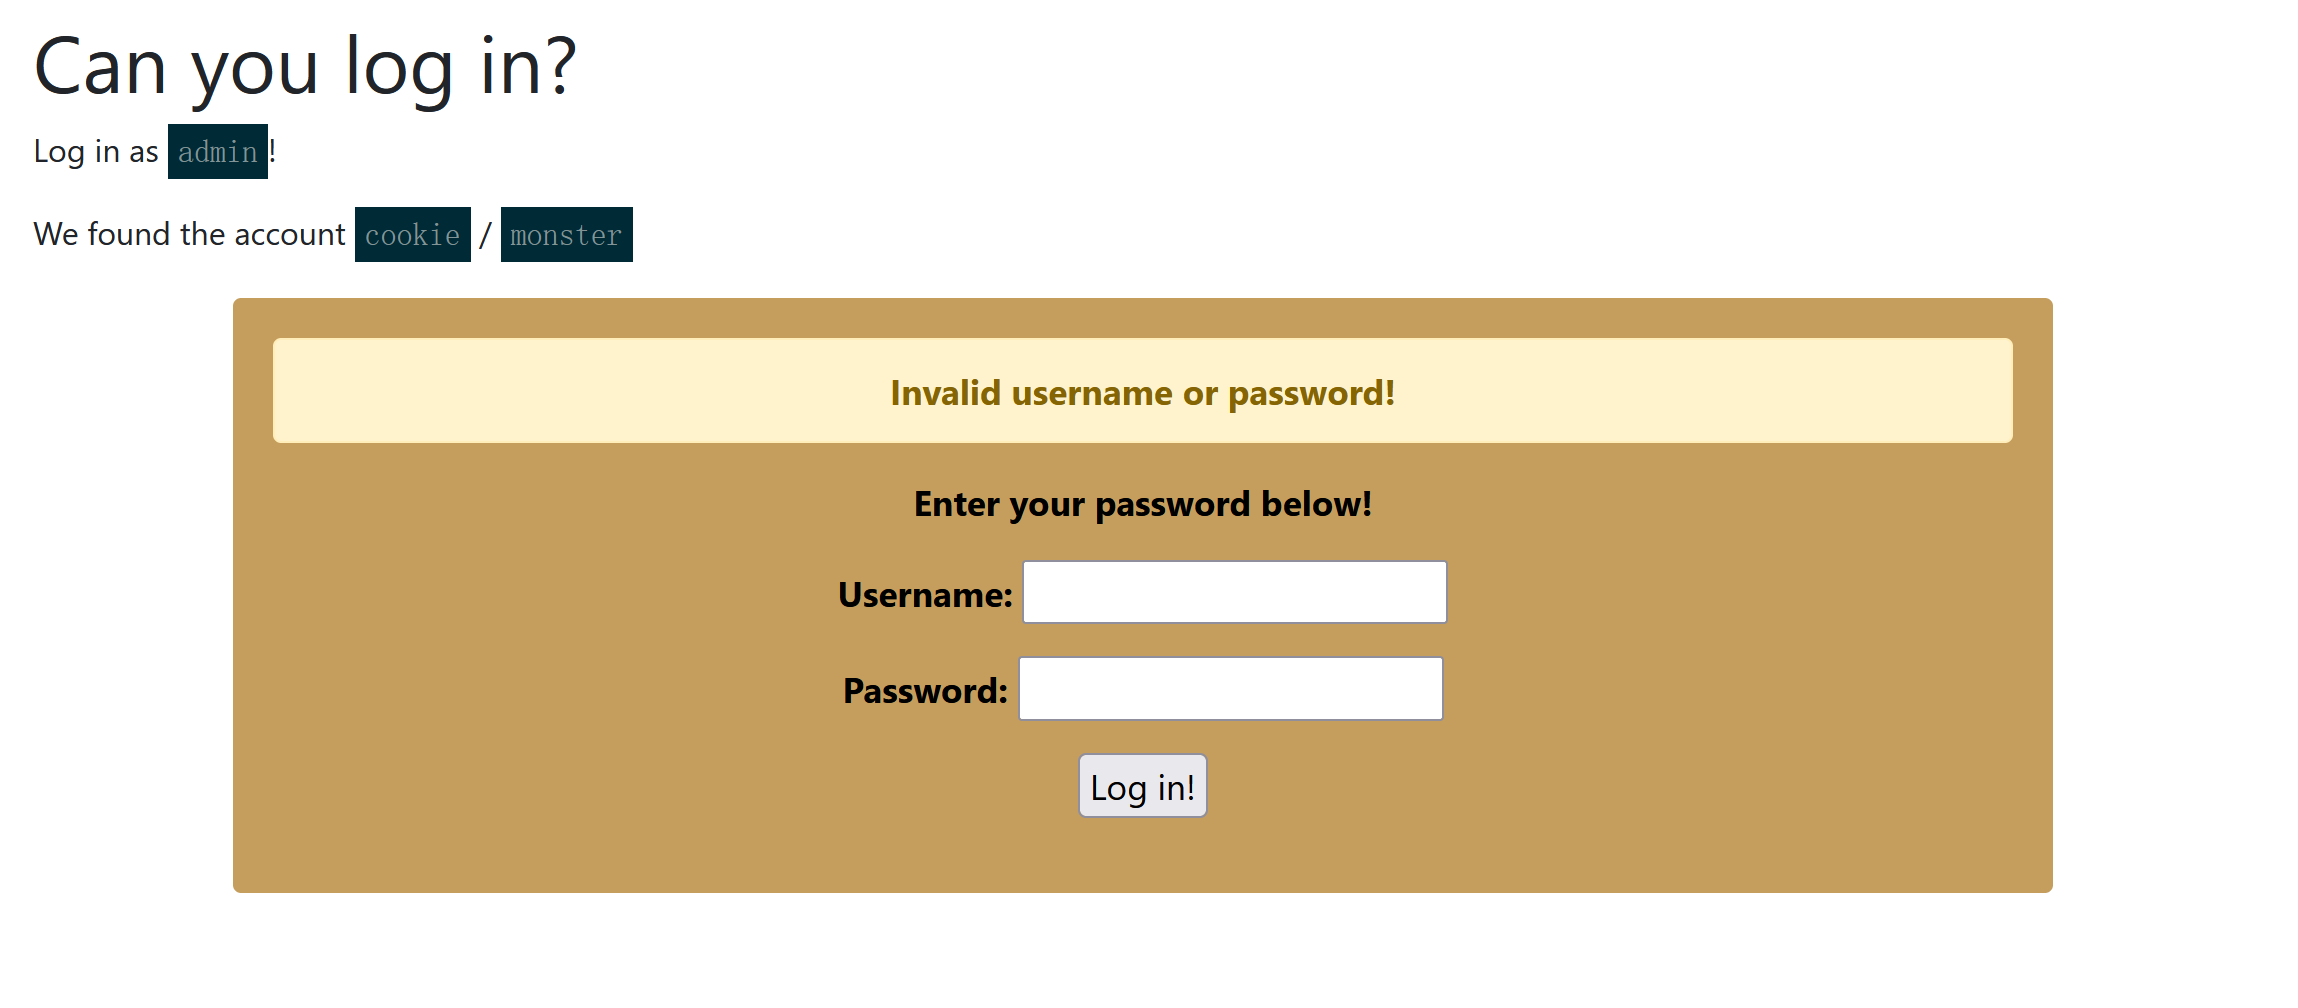 Can you log in?
Log in as admin!
We found the account cookie / monster
Invalid username or password!
Enter your password below!
Username:
Password:
Log in!